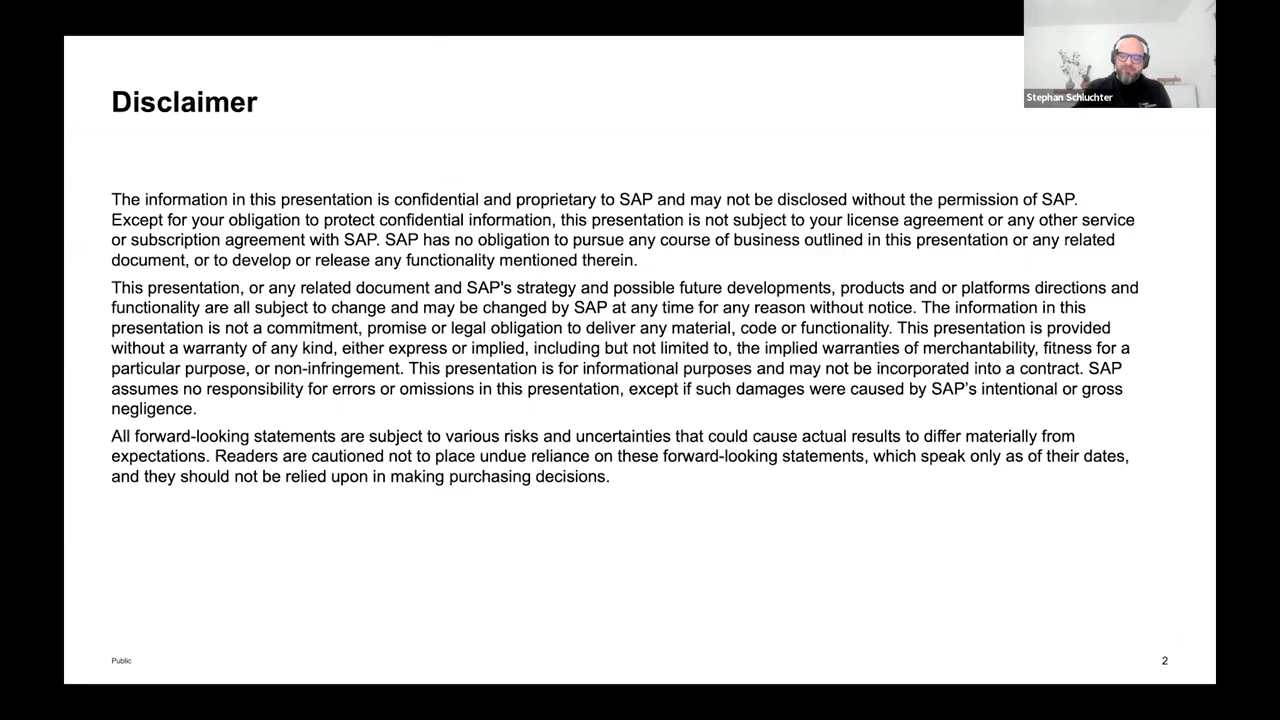 Stephan Schluchter
Disclaimer
The information in this presentation is confidential and proprietary to SAP and may not be disclosed without the permission of SAP.
Except for your obligation to protect confidential information, this presentation is not subject to your license agreement or any other service
or subscription agreement with SAP. SAP has no obligation to pursue any course of business outlined in this presentation or any related
document, or to develop or release any functionality mentioned therein.
This presentation, or any related document and SAP's strategy and possible future developments, products and or platforms directions and
functionality are all subject to change and may be changed by SAP at any time for any reason without notice. The information in this
presentation is not a commitment, promise or legal obligation to deliver any material, code or functionality. This presentation is provided
without a warranty of any kind, either express or implied, including but not limited to, the implied warranties of merchantability, fitness for a
particular purpose, or non-infringement. This presentation is for informational purposes and may not be incorporated into a contract. SAP
assumes no responsibility for errors or omissions in this presentation, except if such damages were caused by SAP’s intentional or gross
negligence.
All forward-looking statements are subject to various risks and uncertainties that could cause actual results to differ materially from
expectations. Readers are cautioned not to place undue reliance on these forward-looking statements, which speak only as of their dates,
and they should not be relied upon in making purchasing decisions.
Public
2